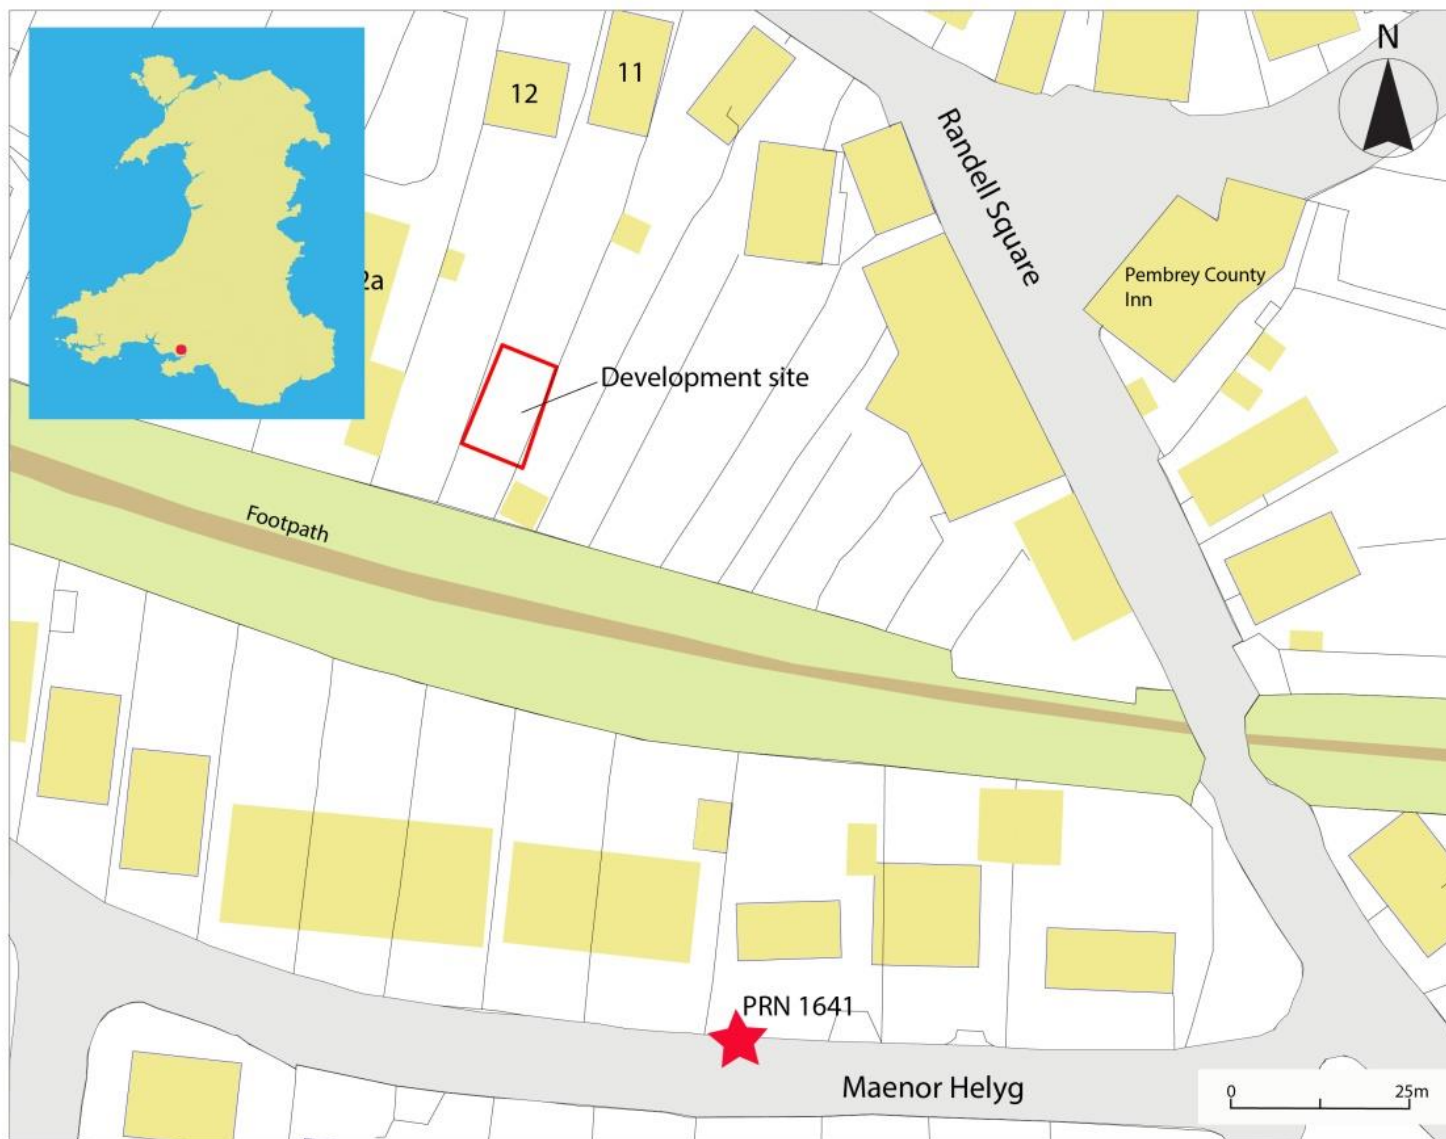 N
11
12
Randell Square
2a
Pembrey County
Inn
Development site
Footpath
PRN 1641
Maenor Helyg
0 25m